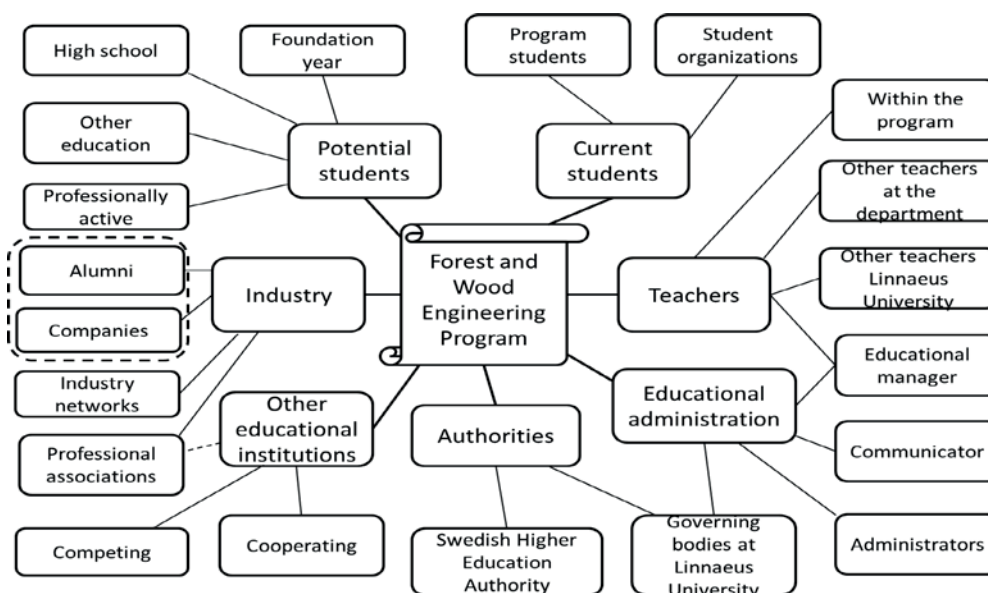 High school
Foundation
year
Program
students
Student
organizations
Within the
program
Other
education
Potential
students
Current
students
Other teachers
at the
department
Professionally
active
Alumni
Companies
Industry
Forest and
Wood
Engineering
Program
Teachers
Other teachers
Linnaeus
University
Industry
networks
Other
educational
institutions
Authorities
Educational
administration
Educational
manager
Professional
associations
Communicator
Competing
Cooperating
Swedish Higher
Education
Authority
Governing
bodies at
Linnaeus
University
Administrators